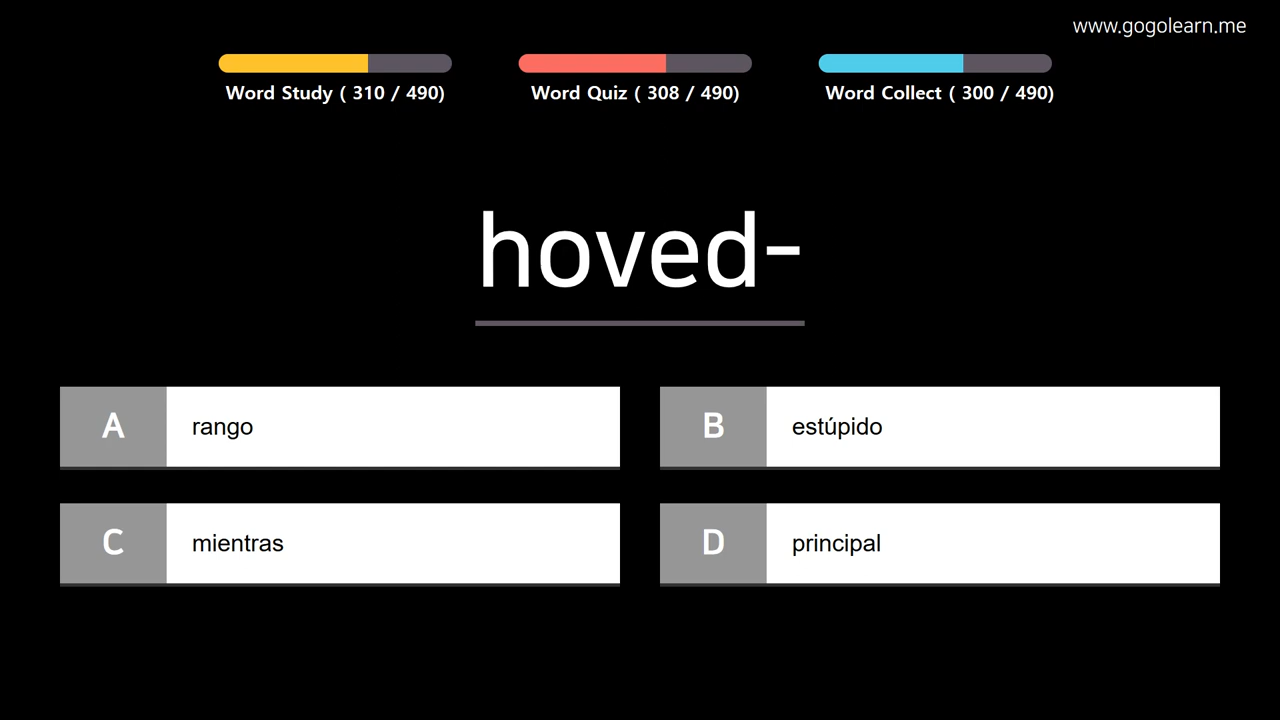 www.gogolearn.me
Word Study ( 310 / 490)
Word Quiz ( 308 / 490)
Word Collect ( 300 / 490)
hoved-
A rango
B estúpido
C mientras
D principal